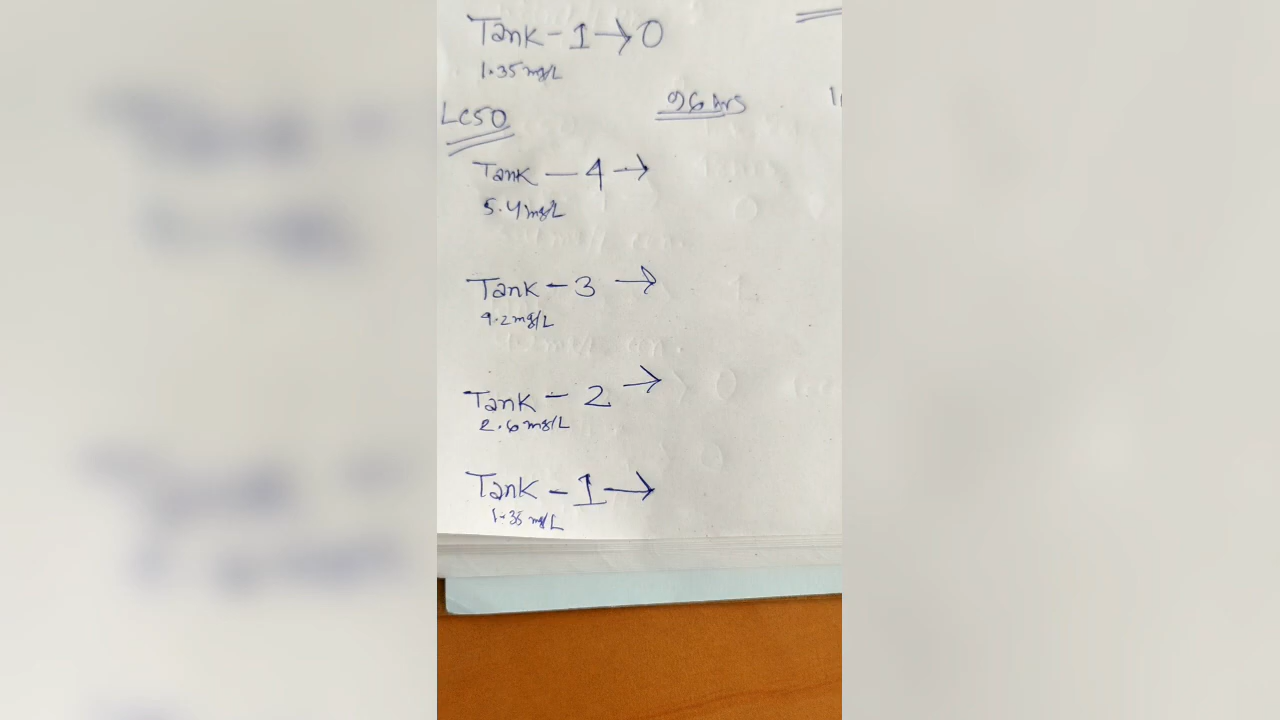 Tank - 1 → 0
1.35 mg/L
LC50
96 hrs
Tank - 4 →
5.4 mg/L
Tank - 3 →
9.2 mg/L
Tank - 2 →
2.6 mg/L
Tank - 1 →
1.35 mg/L